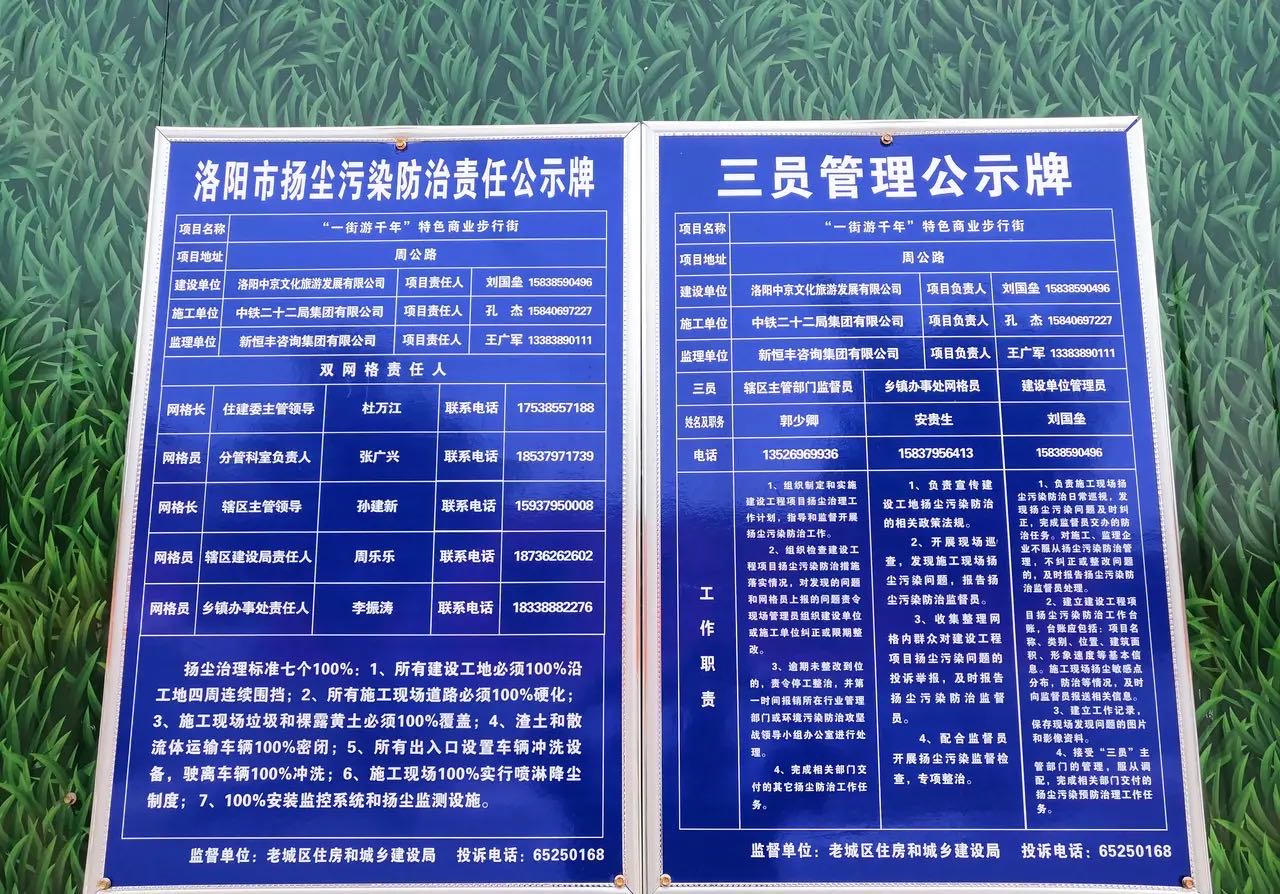 洛阳市扬尘污染防治责任公示牌
项目名称 “一街游千年”特色商业步行街
项目地址 周公路
建设单位 洛阳中京文化旅游发展有限公司 项目责任人 刘国垒 15838590496
施工单位 中铁二十二局集团有限公司 项目责任人 孔 杰 15840697227
监理单位 新恒丰咨询集团有限公司 项目责任人 王广军 13383890111
双网格责任人
网格长 住建委主管领导 杜万江 联系电话 17538557188
网格员 分管科室负责人 张广兴 联系电话 18537971739
网格长 辖区主管领导 孙建新 联系电话 15937950008
网格员 辖区建设局责任人 周乐乐 联系电话 18736262602
网格员 乡镇办事处责任人 李振涛 联系电话 18338882276
扬尘治理标准七个100%：1、所有建设工地必须100%沿
工地四周连续围挡；2、所有施工现场道路必须100%硬化；
3、施工现场垃圾和裸露黄土必须100%覆盖；4、渣土和散
流体运输车辆100%密闭；5、所有出入口设置车辆冲洗设
备，驶离车辆100%冲洗；6、施工现场100%实行喷淋降尘
制度；7、100%安装监控系统和扬尘监测设施。
监督单位：老城区住房和城乡建设局 投诉电话：65250168
三员管理公示牌
项目名称 “一街游千年”特色商业步行街
项目地址 周公路
建设单位 洛阳中京文化旅游发展有限公司 项目负责人 刘国垒 15838590496
施工单位 中铁二十二局集团有限公司 项目负责人 孔 杰 15840697227
监理单位 新恒丰咨询集团有限公司 项目负责人 王广军 13383890111
三员 辖区主管部门监督员 乡镇办事处网格员 建设单位管理员
姓名及职务 郭少卿 安贵生 刘国垒
电话 13526969936 15837956413 15838590496
工作职责
1、组织制定和实施
建设工程项目扬尘治理工
作计划，指导和监督开展
扬尘污染防治工作。
2、组织检查建设工
程项目扬尘污染防治措施
落实情况，对发现的问题
和网格员上报的问题责令
现场管理员组织建设单位
或施工单位纠正或限期整
改。
3、逾期未整改到位
的，责令停工整治，并第
一时间报销所在行业管理
部门或环境污染防治攻坚
战领导小组办公室进行处
理。
4、完成相关部门交
付的其它扬尘防治工作任
务。
1、负责宣传建
设工地扬尘污染防治
的相关政策法规。
2、开展现场巡
查，发现施工现场扬
尘污染问题，报告扬
尘污染防治监督员。
3、收集整理网
格内群众对建设工程
项目扬尘污染问题的
投诉举报，及时报告
扬尘污染防治监督
员。
4、配合监督员
开展扬尘污染监督检
查，专项整治。
1、负责施工现场扬
尘污染防治日常巡视，发
现扬尘污染问题及时纠
正，完成监督员交办的防
治任务。对施工、监理企
业不服从扬尘污染防治管
理，不纠正或整改问题
的，及时报告扬尘污染防
治监督员处理。
2、建立建设工程项
目扬尘污染防治工作台
账，台账应包括：项目名
称、类别、位置、建筑面
积、形象速度等基本信
息。施工现场扬尘敏感点
分布，防治等情况，及时
向监督员报送相关信息。
3、建立工作记录，
保存现场发现问题的图片
和影像资料。
4、接受“三员”主
管部门的管理，服从调
配，完成相关部门交付的
扬尘污染预防治理工作任
务。
监督单位：老城区住房和城乡建设局 投诉电话：65250168